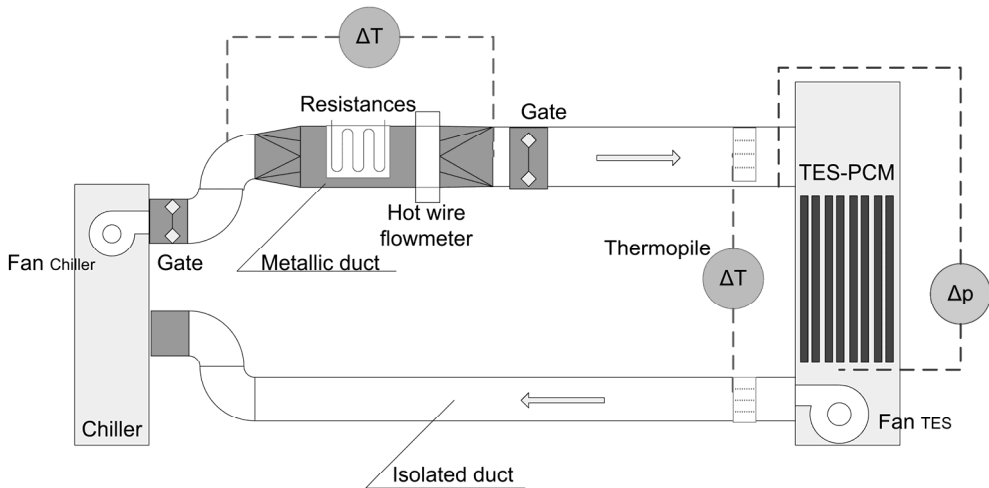 ΔT
Resistances
Gate
TES-PCM
Hot wire
flowmeter
Thermopile
Fan Chiller
Gate
Metallic duct
ΔT
Δp
Chiller
Fan TES
Isolated duct